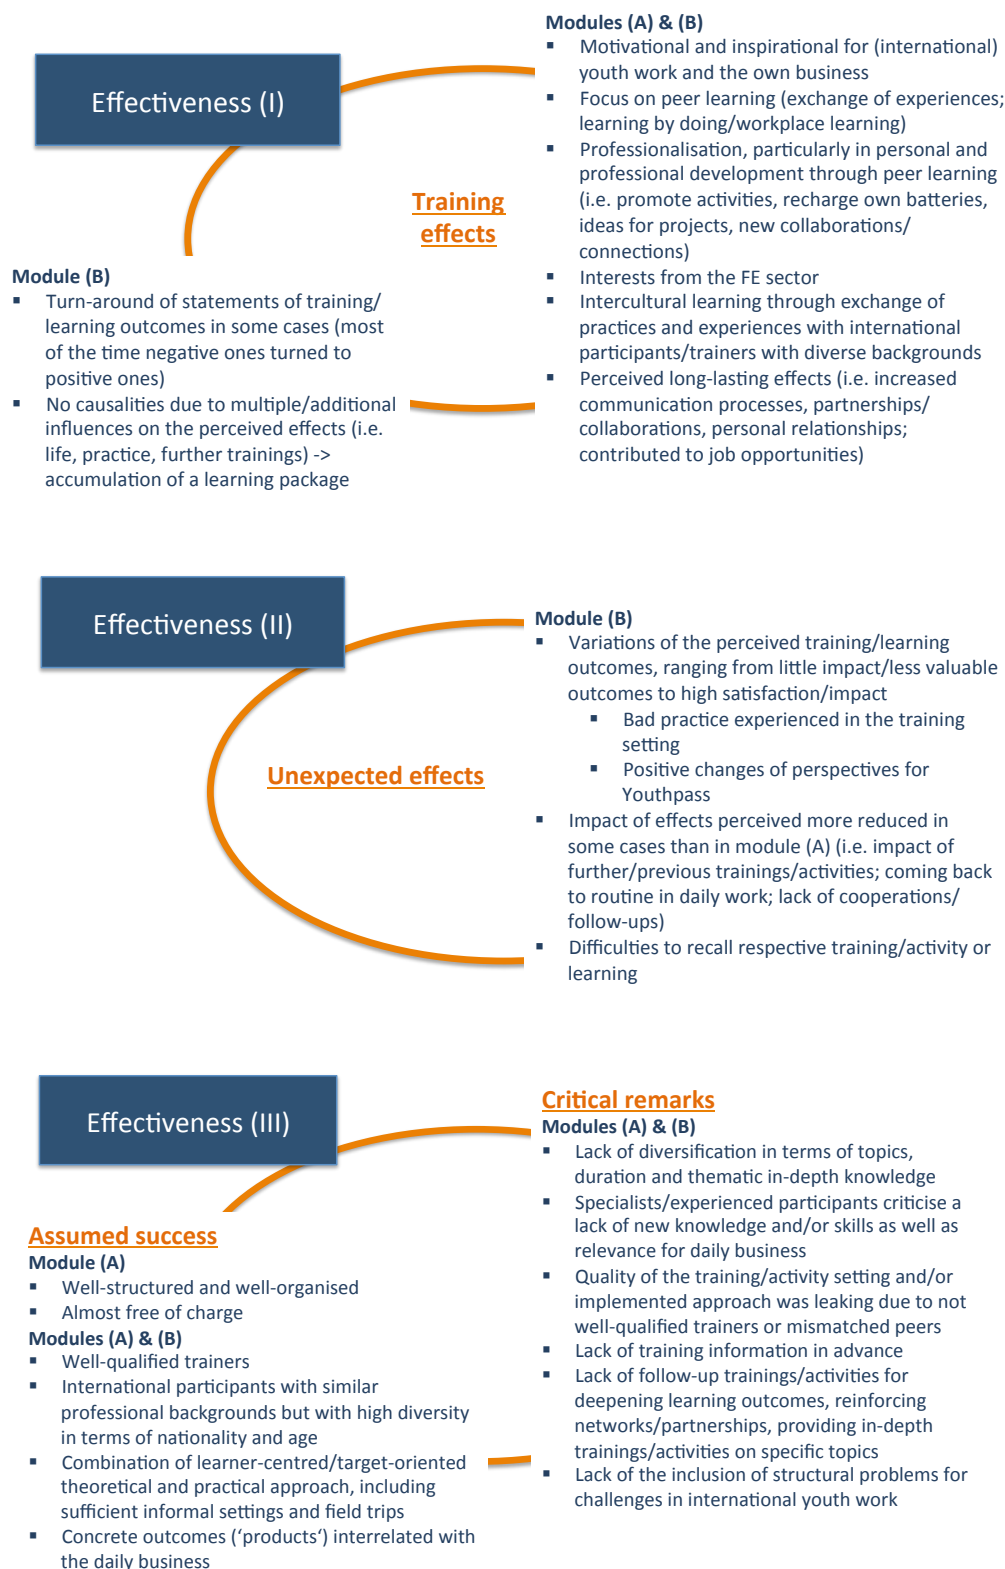 Effectiveness (I)
Training
effects
Module (B)
▪ Turn-around of statements of training/
learning outcomes in some cases (most
of the time negative ones turned to
positive ones)
▪ No causalities due to multiple/additional
influences on the perceived effects (i.e.
life, practice, further trainings) ->
accumulation of a learning package
Modules (A) & (B)
▪ Motivational and inspirational for (international)
youth work and the own business
▪ Focus on peer learning (exchange of experiences;
learning by doing/workplace learning)
▪ Professionalisation, particularly in personal and
professional development through peer learning
(i.e. promote activities, recharge own batteries,
ideas for projects, new collaborations/
connections)
▪ Interests from the FE sector
▪ Intercultural learning through exchange of
practices and experiences with international
participants/trainers with diverse backgrounds
▪ Perceived long-lasting effects (i.e. increased
communication processes, partnerships/
collaborations, personal relationships;
contributed to job opportunities)
Effectiveness (II)
Unexpected effects
Module (B)
▪ Variations of the perceived training/learning
outcomes, ranging from little impact/less valuable
outcomes to high satisfaction/impact
▪ Bad practice experienced in the training
setting
▪ Positive changes of perspectives for
Youthpass
▪ Impact of effects perceived more reduced in
some cases than in module (A) (i.e. impact of
further/previous trainings/activities; coming back
to routine in daily work; lack of cooperations/
follow-ups)
▪ Difficulties to recall respective training/activity or
learning
Effectiveness (III)
Assumed success
Module (A)
▪ Well-structured and well-organised
▪ Almost free of charge
Modules (A) & (B)
▪ Well-qualified trainers
▪ International participants with similar
professional backgrounds but with high diversity
in terms of nationality and age
▪ Combination of learner-centred/target-oriented
theoretical and practical approach, including
sufficient informal settings and field trips
▪ Concrete outcomes (‘products‘) interrelated with
the daily business
Critical remarks
Modules (A) & (B)
▪ Lack of diversification in terms of topics,
duration and thematic in-depth knowledge
▪ Specialists/experienced participants criticise a
lack of new knowledge and/or skills as well as
relevance for daily business
▪ Quality of the training/activity setting and/or
implemented approach was leaking due to not
well-qualified trainers or mismatched peers
▪ Lack of training information in advance
▪ Lack of follow-up trainings/activities for
deepening learning outcomes, reinforcing
networks/partnerships, providing in-depth
trainings/activities on specific topics
▪ Lack of the inclusion of structural problems for
challenges in international youth work